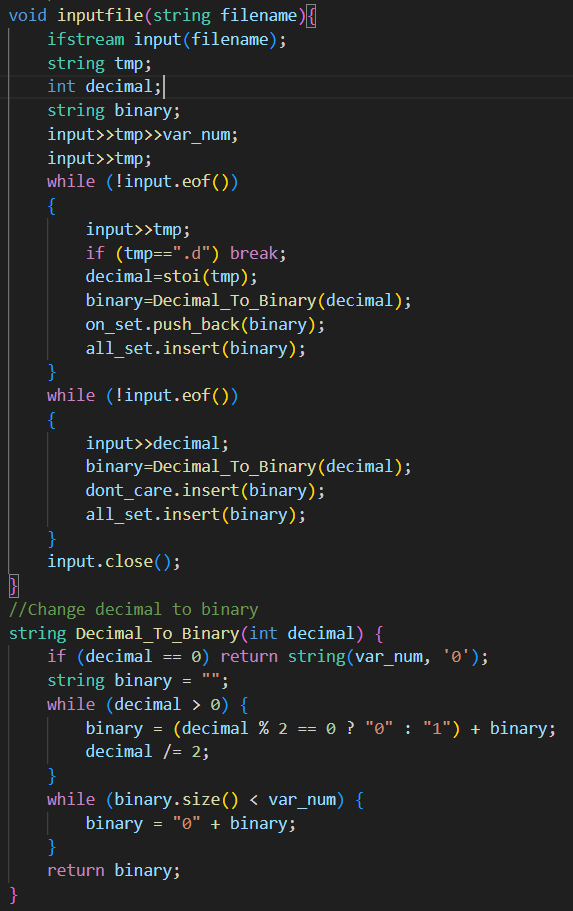 void inputfile(string filename){
    ifstream input(filename);
    string tmp;
    int decimal;
    string binary;
    input>>tmp>>var_num;
    input>>tmp;
    while (!input.eof())
    {
        input>>tmp;
        if (tmp==".d") break;
        decimal=stoi(tmp);
        binary=Decimal_To_Binary(decimal);
        on_set.push_back(binary);
        all_set.insert(binary);
    }
    while (!input.eof())
    {
        input>>decimal;
        binary=Decimal_To_Binary(decimal);
        dont_care.insert(binary);
        all_set.insert(binary);
    }
    input.close();
}
//Change decimal to binary
string Decimal_To_Binary(int decimal) {
    if (decimal == 0) return string(var_num, '0');
    string binary = "";
    while (decimal > 0) {
        binary = (decimal % 2 == 0 ? "0" : "1") + binary;
        decimal /= 2;
    }
    while (binary.size() < var_num) {
        binary = "0" + binary;
    }
    return binary;
}